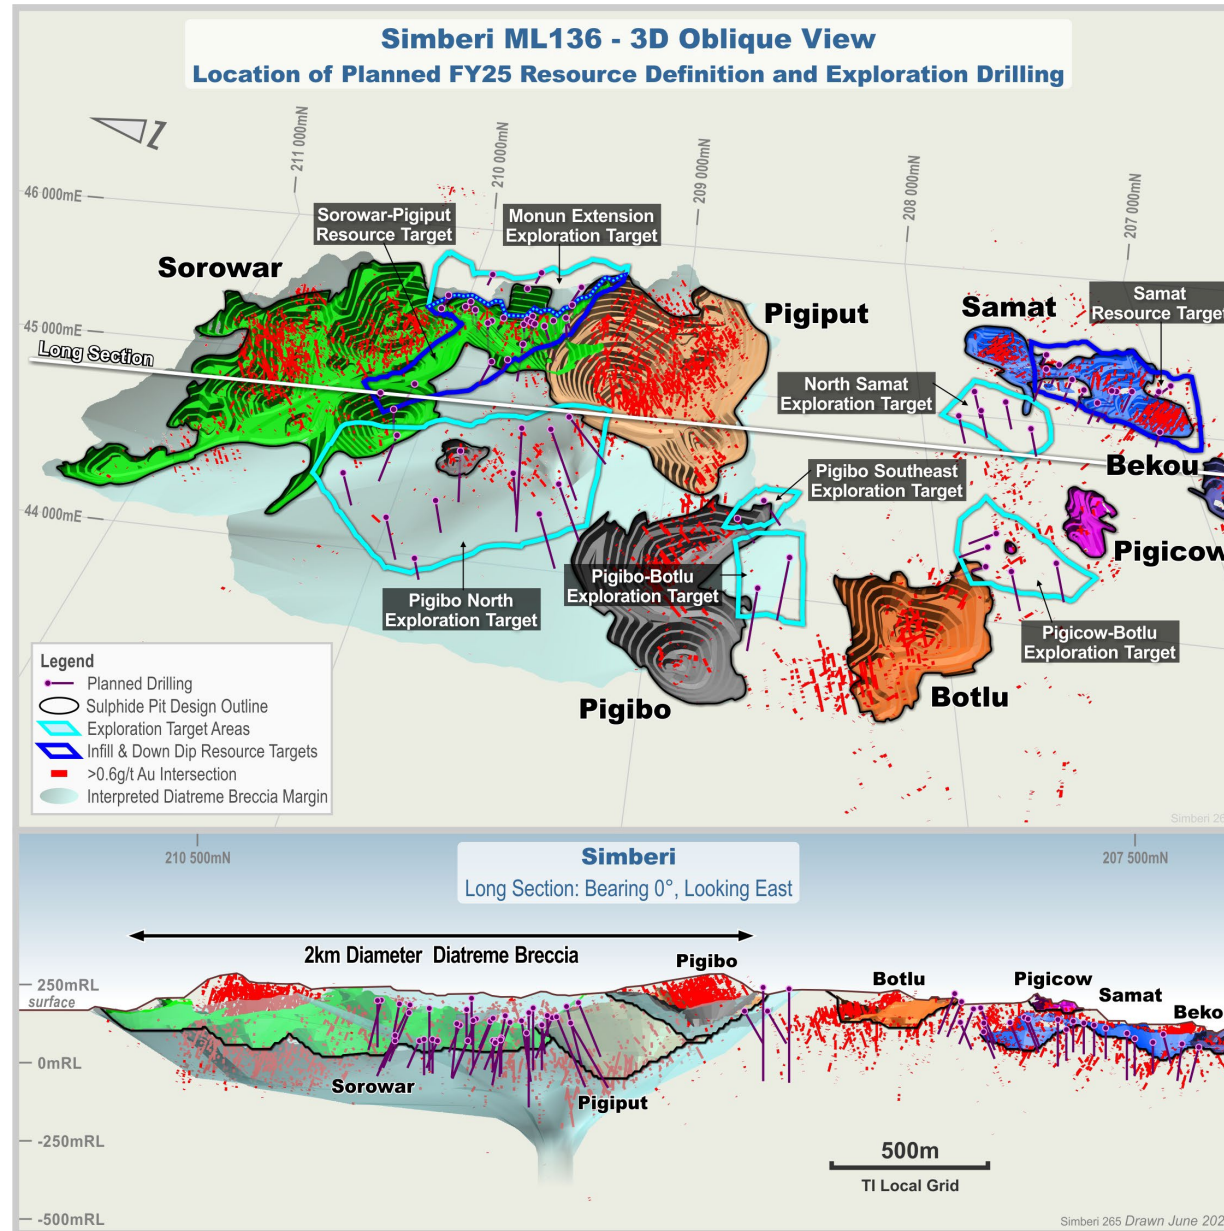 Simberi ML136 - 3D Oblique View
Location of Planned FY25 Resource Definition and Exploration Drilling
N
211 000mN
210 000mN
209 000mN
208 000mN
207 000mN
46 000mE
45 000mE
44 000mE
Sorowar-Pigiput
Resource Target
Monun Extension
Exploration Target
Sorowar
Pigiput
Samat
Samat
Resource Target
Long Section
North Samat
Exploration Target
Bekou
Pigibo Southeast
Exploration Target
Pigicow
Pigibo-Botlu
Exploration Target
Pigibo North
Exploration Target
Pigicow-Botlu
Exploration Target
Pigibo
Botlu
Legend
Planned Drilling
Sulphide Pit Design Outline
Exploration Target Areas
Infill & Down Dip Resource Targets
>0.6g/t Au Intersection
Interpreted Diatreme Breccia Margin
Simberi 26
210 500mN
207 500mN
Simberi
Long Section: Bearing 0°, Looking East
2km Diameter Diatreme Breccia
Pigibo
Botlu
Pigicow
Samat
Beko
250mRL
surface
0mRL
Sorowar
Pigiput
-250mRL
500m
TI Local Grid
-500mRL
Simberi 265 Drawn June 202